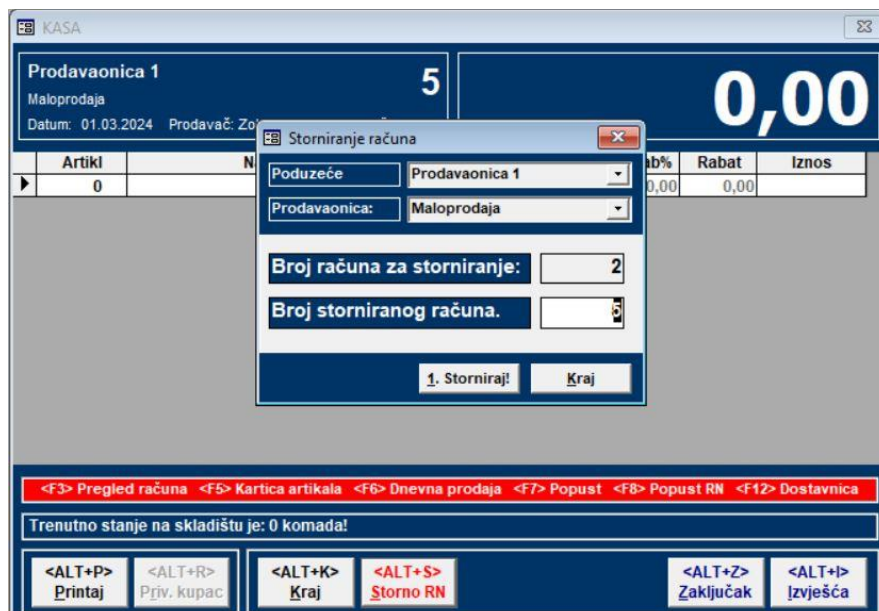 KASA
Prodavaonica 1
5
0,00
Maloprodaja
Datum: 01.03.2024 Prodavač:
Storniranje računa
Poduzeće Prodavaonica 1
Prodavaonica: Maloprodaja
Artikl Rabat Iznos
0 0,00 0,00
Broj računa za storniranje: 2
Broj storniranog računa. 5
1. Storniraj! Kraj
<F3> Pregled računa <F5> Kartica artikala <F6> Dnevna prodaja <F7> Popust <F8> Popust RN <F12> Dostavnica
Trenutno stanje na skladištu je: 0 komada!
<ALT+P> <ALT+R> <ALT+K> <ALT+S> <ALT+Z> <ALT+I>
Printaj Priv. kupac Kraj Storno RN Zaključak Izvješća